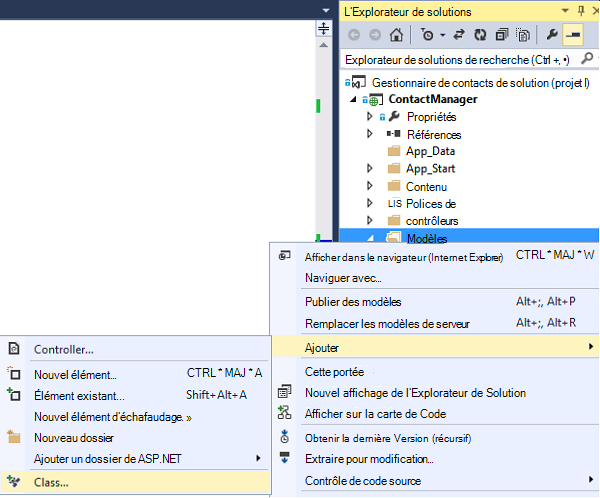 L'Explorateur de solutions
Explorateur de solutions de recherche (Ctrl +, •)
Gestionnaire de contacts de solution (projet l)
ContactManager
Propriétés
Références
App_Data
App_Start
Contenu
LIS Polices de
contrôleurs
Modèles
Afficher dans le navigateur (Internet Explorer) CTRL * MAJ * W
Naviguer avec...
Publier des modèles Alt+;, Alt+P
Remplacer les modèles de serveur Alt+;, Alt+R
Ajouter
Cette portée
Nouvel affichage de l'Explorateur de Solution
Afficher sur la carte de Code
Obtenir la dernière Version (récursif)
Extraire pour modification...
Contrôle de code source
Controller...
Nouvel élément... CTRL * MAJ * A
Élément existant... Shift+Alt+A
Nouvel élément d'échafaudage. »
Nouveau dossier
Ajouter un dossier de ASP.NET
Class...